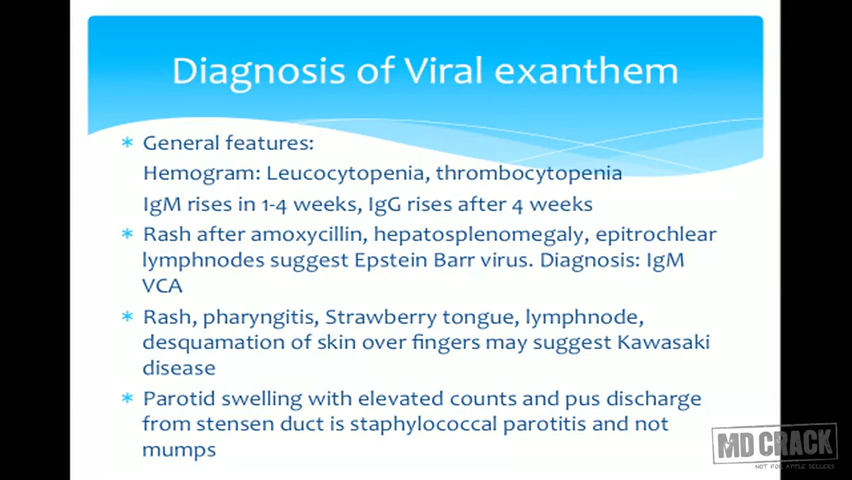 Diagnosis of Viral exanthem
* General features:
Hemogram: Leucocytopenia, thrombocytopenia
IgM rises in 1-4 weeks, IgG rises after 4 weeks
* Rash after amoxycillin, hepatosplenomegaly, epitrochlear
lymphnodes suggest Epstein Barr virus. Diagnosis: IgM
VCA
* Rash, pharyngitis, Strawberry tongue, lymphnode,
desquamation of skin over fingers may suggest Kawasaki
disease
* Parotid swelling with elevated counts and pus discharge
from stensen duct is staphylococcal parotitis and not
mumps
MD CRACK
NOT FOR APPLE SELLERS